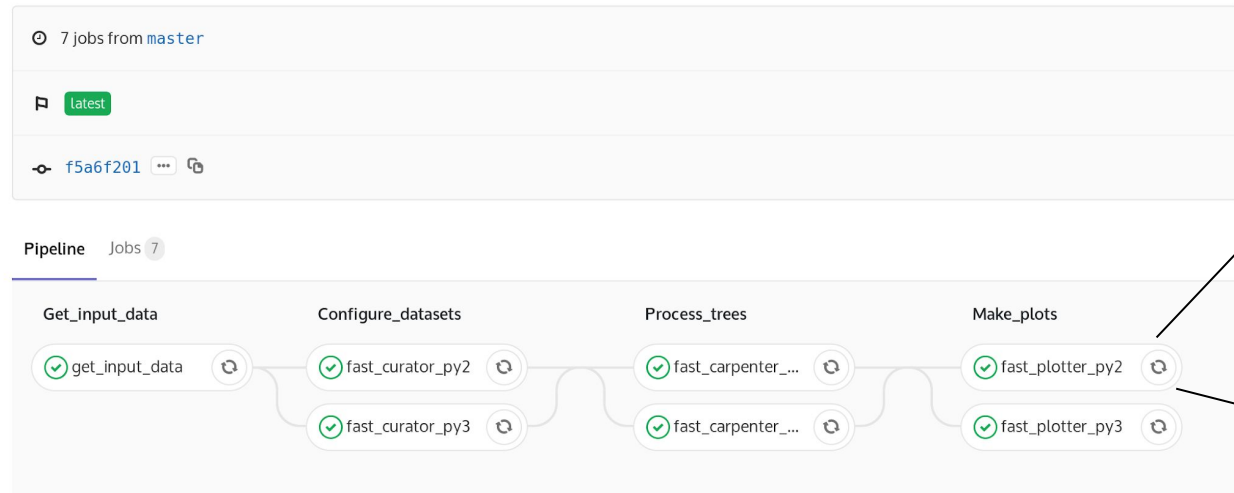 7 jobs from master
latest
f5a6f201 ...
Pipeline Jobs 7
Get_input_data Configure_datasets Process_trees Make_plots
get_input_data fast_curator_py2 fast_carpenter_... fast_plotter_py2
fast_curator_py3 fast_carpenter_... fast_plotter_py3